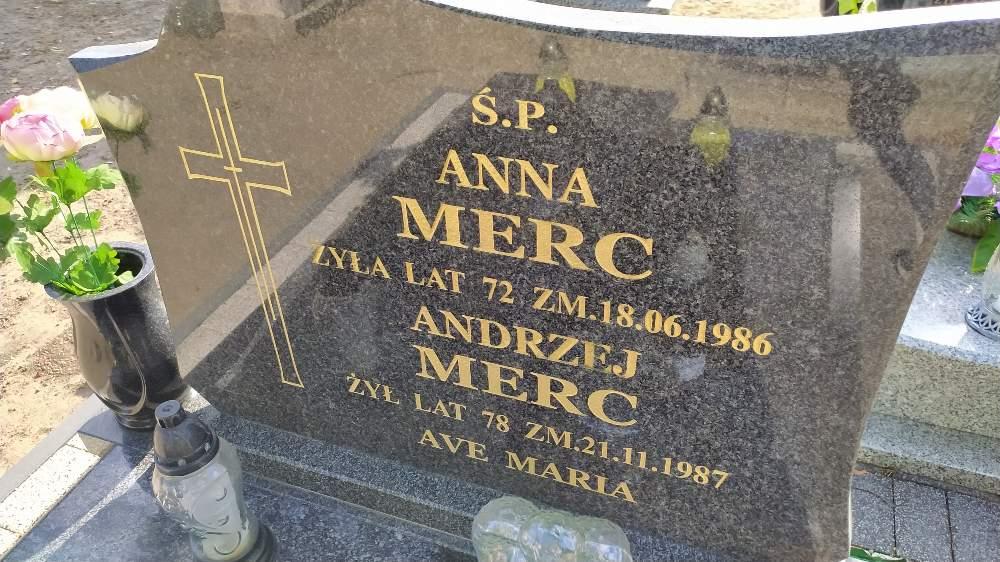 Ś.P.
ANNA
MERC
ŻYŁA LAT 72 ZM.18.06.1986
ANDRZEJ
MERC
ŻYŁ LAT 78 ZM.21.11.1987
AVE MARIA